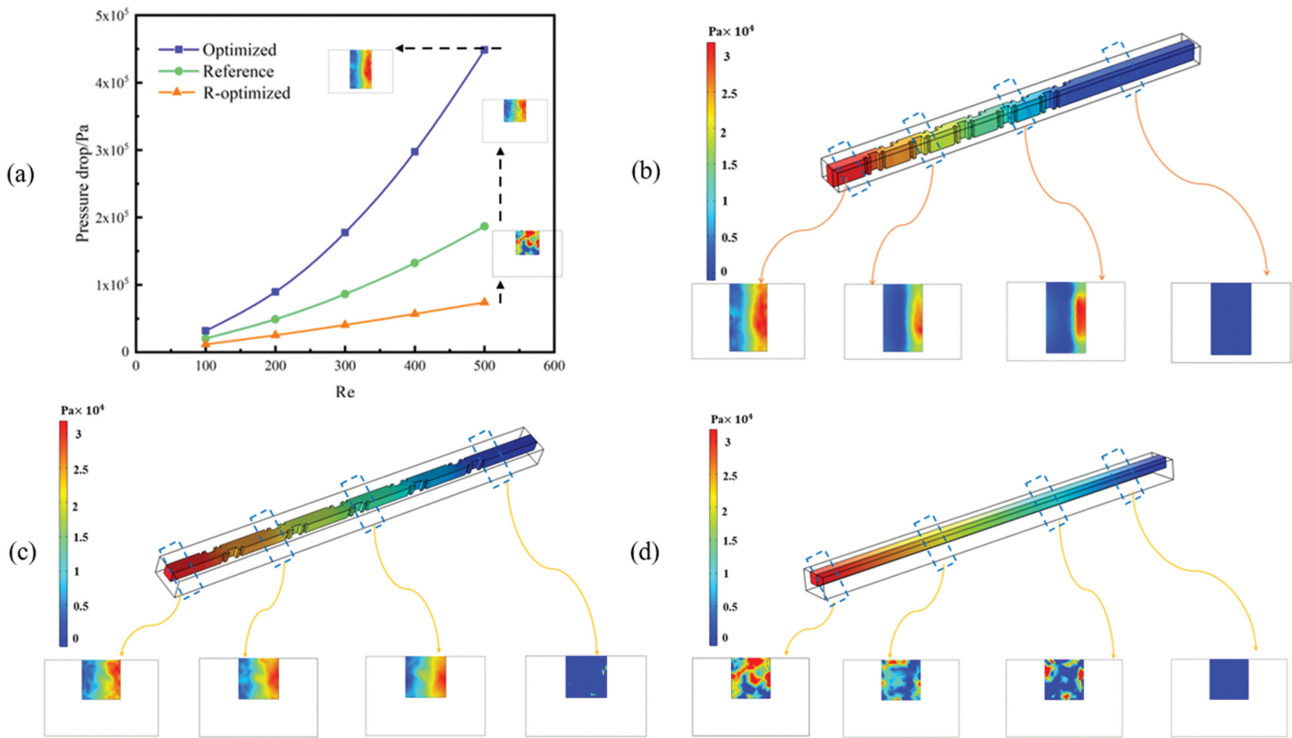 (a)
5x10⁵
4x10⁵
3x10⁵
2x10⁵
1x10⁵
0
Pressure drop/Pa
Optimized
Reference
R-optimized
0 100 200 300 400 500 600
Re
(b)
Pa× 10⁴
3
2.5
2
1.5
1
0.5
0
(c)
Pa× 10⁴
3
2.5
2
1.5
1
0.5
0
(d)
Pa× 10⁴
3
2.5
2
1.5
1
0.5
0